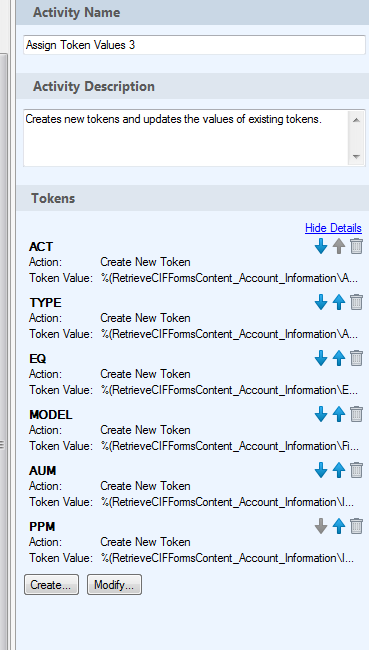 Activity Name
Assign Token Values 3
Activity Description
Creates new tokens and updates the values of existing tokens.
Tokens
Hide Details
ACT
Action: Create New Token
Token Value: %(RetrieveCIFFormsContent_Account_Information\A...
TYPE
Action: Create New Token
Token Value: %(RetrieveCIFFormsContent_Account_Information\A...
EQ
Action: Create New Token
Token Value: %(RetrieveCIFFormsContent_Account_Information\E...
MODEL
Action: Create New Token
Token Value: %(RetrieveCIFFormsContent_Account_Information\Fi...
AUM
Action: Create New Token
Token Value: %(RetrieveCIFFormsContent_Account_Information\I...
PPM
Action: Create New Token
Token Value: %(RetrieveCIFFormsContent_Account_Information\I...
Create... Modify...